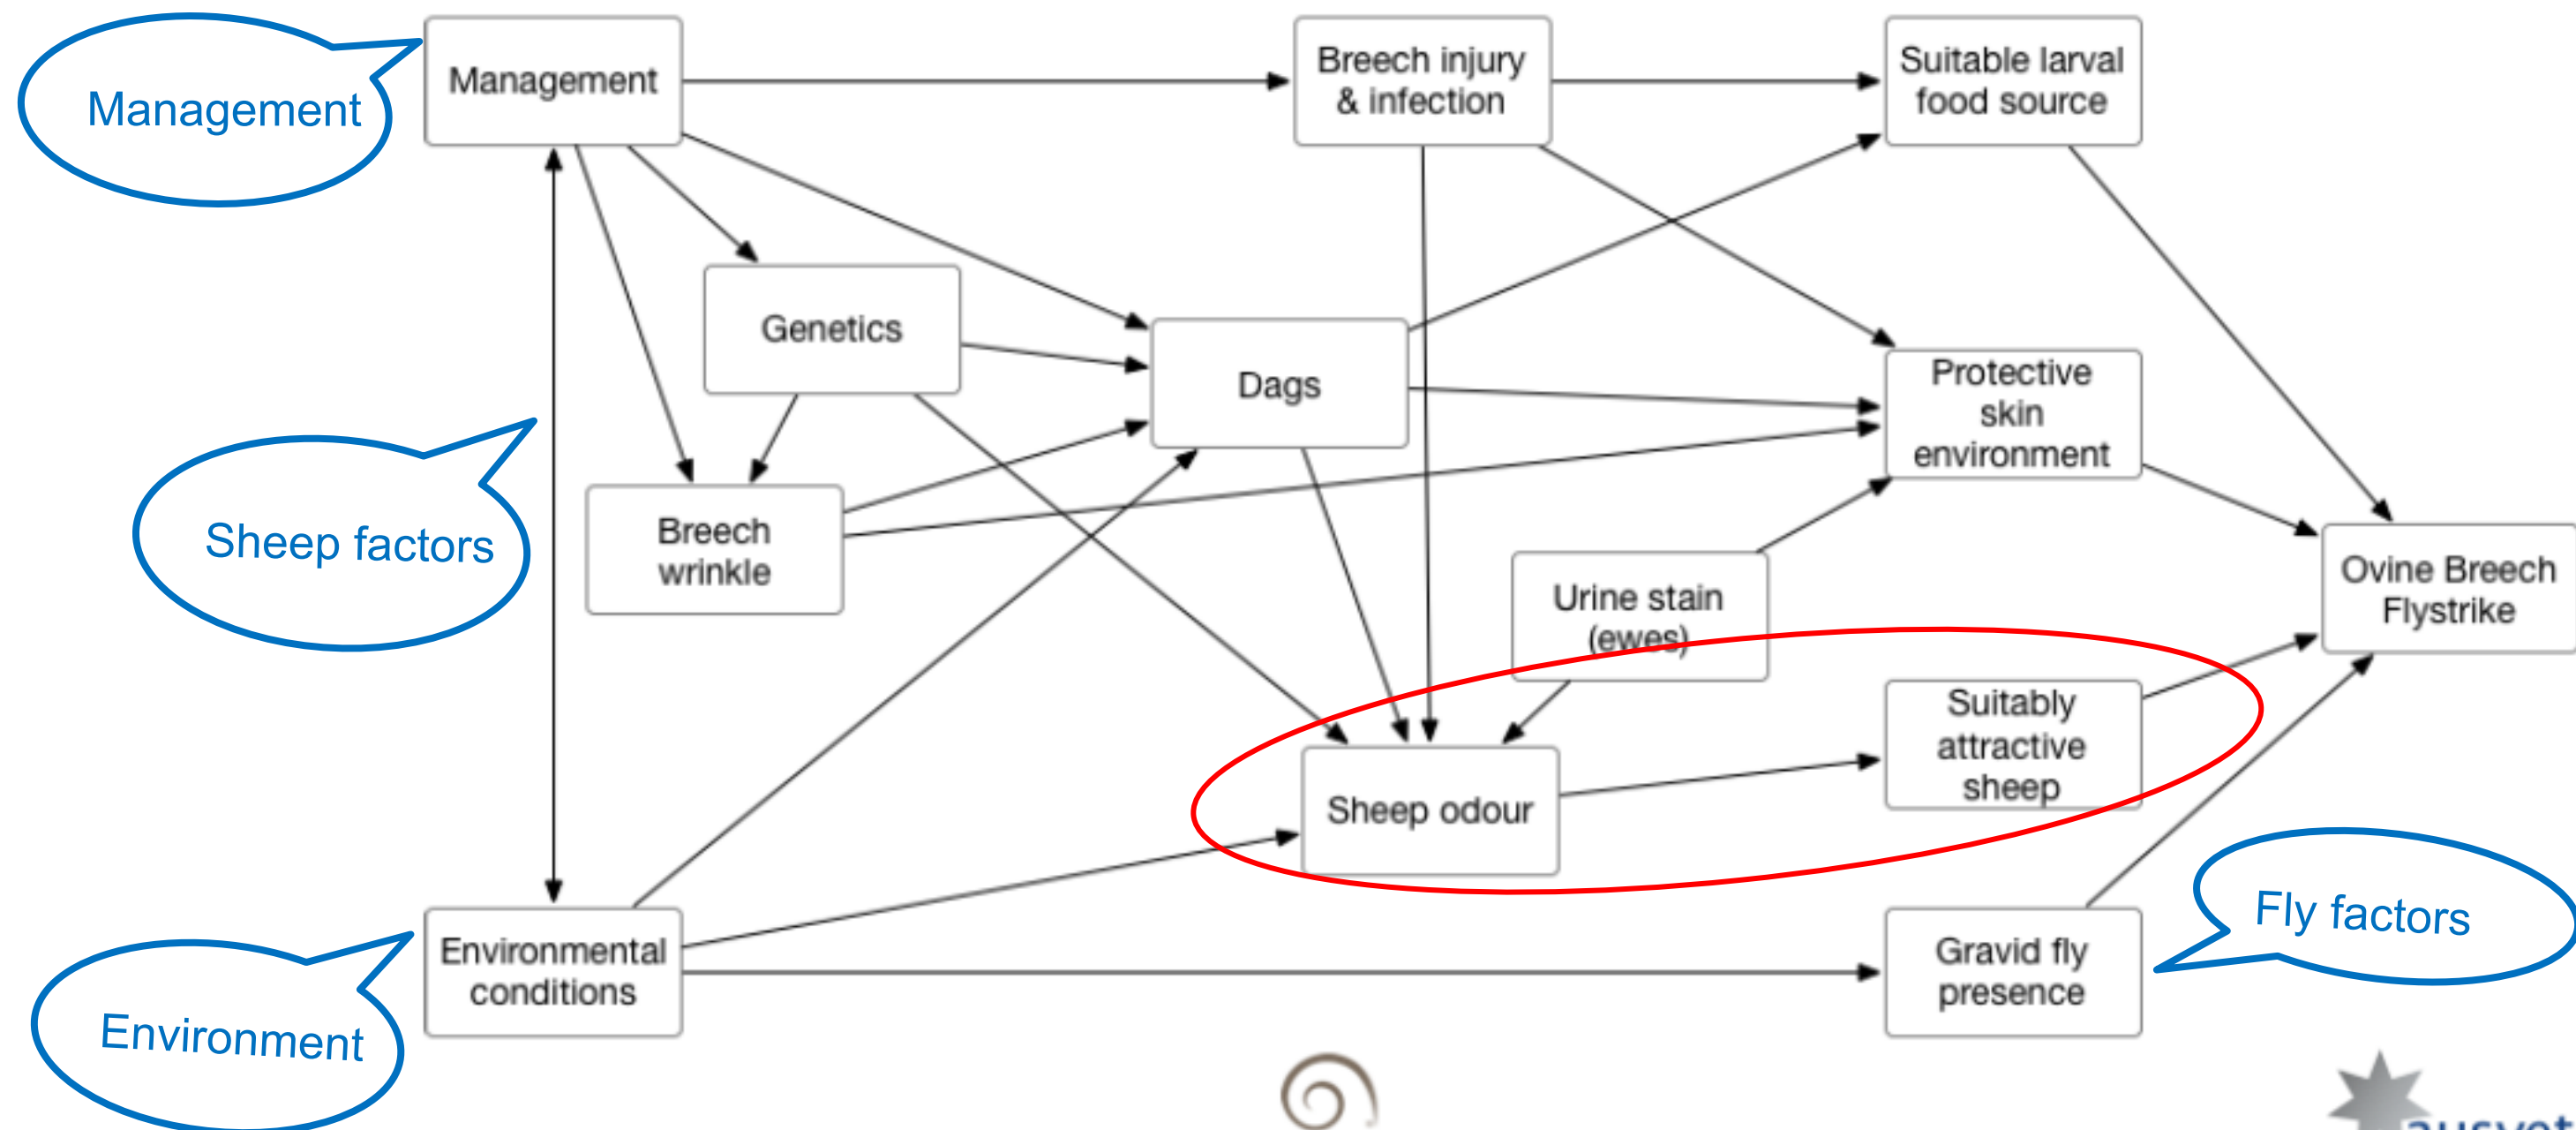 Management
Management
Breech injury
& infection
Suitable larval
food source
Genetics
Dags
Protective
skin
environment
Sheep factors
Breech
wrinkle
Urine stain
(ewes)
Ovine Breech
Flystrike
Suitably
attractive
sheep
Sheep odour
Environment
Environmental
conditions
Gravid fly
presence
Fly factors
ausvet